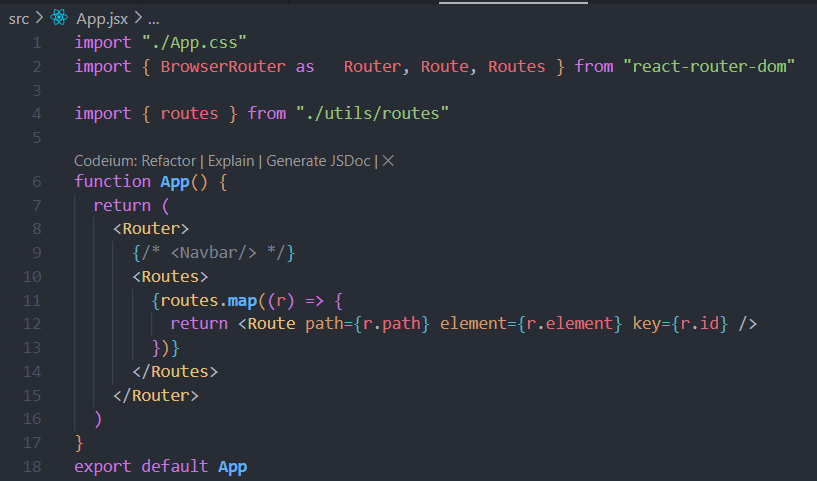 src > App.jsx > ...
1 import "./App.css"
2 import { BrowserRouter as   Router, Route, Routes } from "react-router-dom"
3
4 import { routes } from "./utils/routes"
5
Codeium: Refactor | Explain | Generate JSDoc | ×
6 function App() {
7   return (
8     <Router>
9       {/* <Navbar/> */}
10       <Routes>
11         {routes.map((r) => {
12           return <Route path={r.path} element={r.element} key={r.id} />
13         })}
14       </Routes>
15     </Router>
16   )
17 }
18 export default App